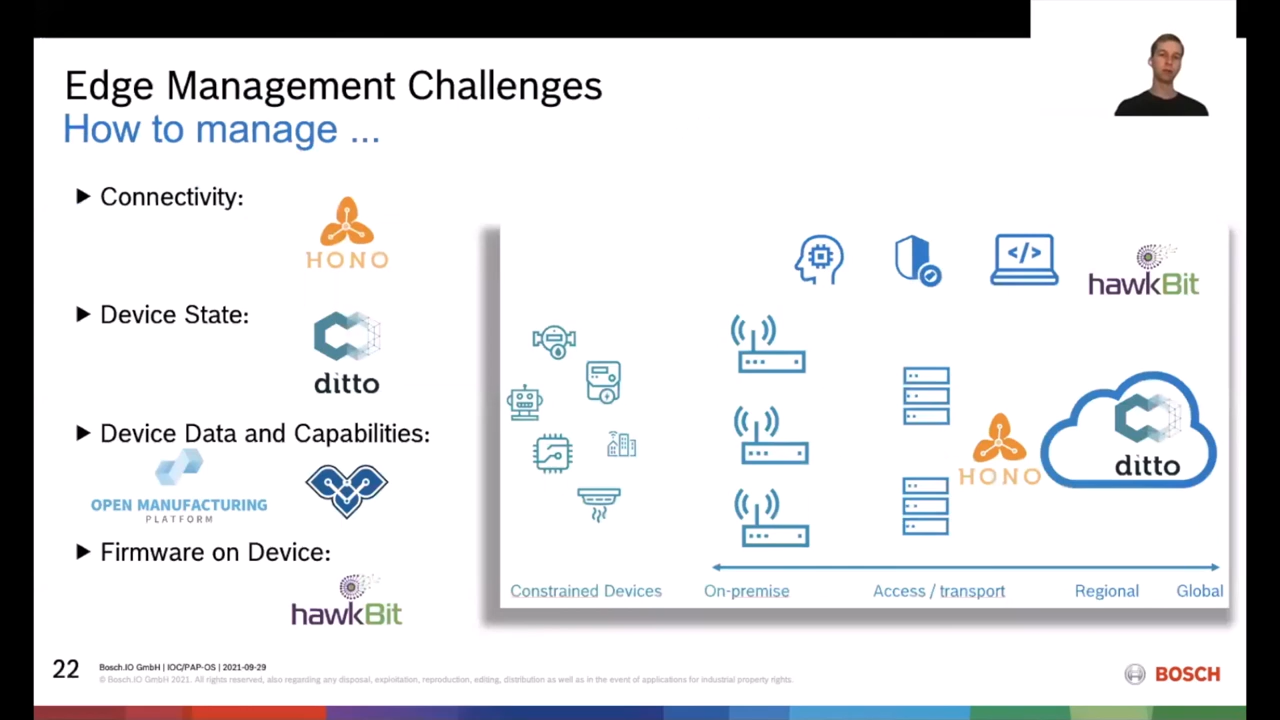 Edge Management Challenges
How to manage ...
▶ Connectivity:
HONO
▶ Device State:
ditto
▶ Device Data and Capabilities:
OPEN MANUFACTURING
PLATFORM
▶ Firmware on Device:
hawkBit
</>
hawkBit
HONO
ditto
Constrained Devices
On-premise
Access / transport
Regional
Global
22
Bosch.IO GmbH | IOC/PAP-OS | 2021-09-29
© Bosch.IO GmbH 2021. All rights reserved, also regarding any disposal, exploitation, reproduction, editing, distribution as well as in the event of applications for industrial property rights.
BOSCH